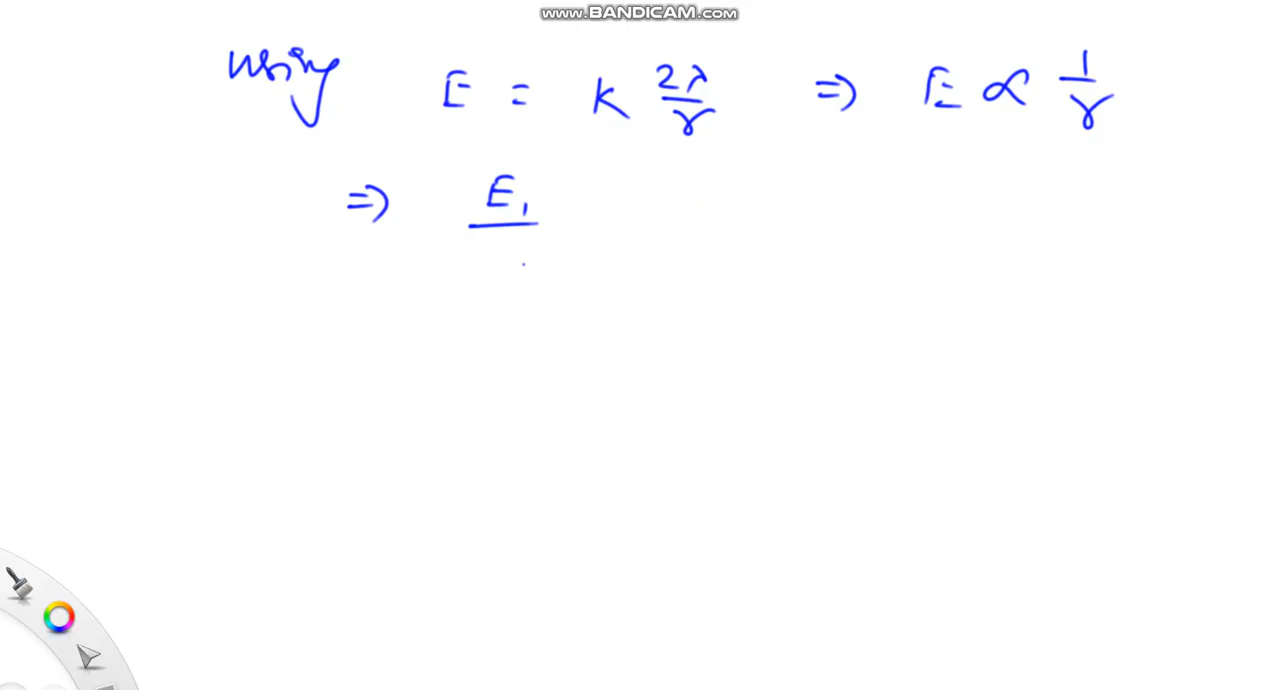 www.BANDICAM.com
using E = K 2λ/r => E ∝ 1/r
=> E₁